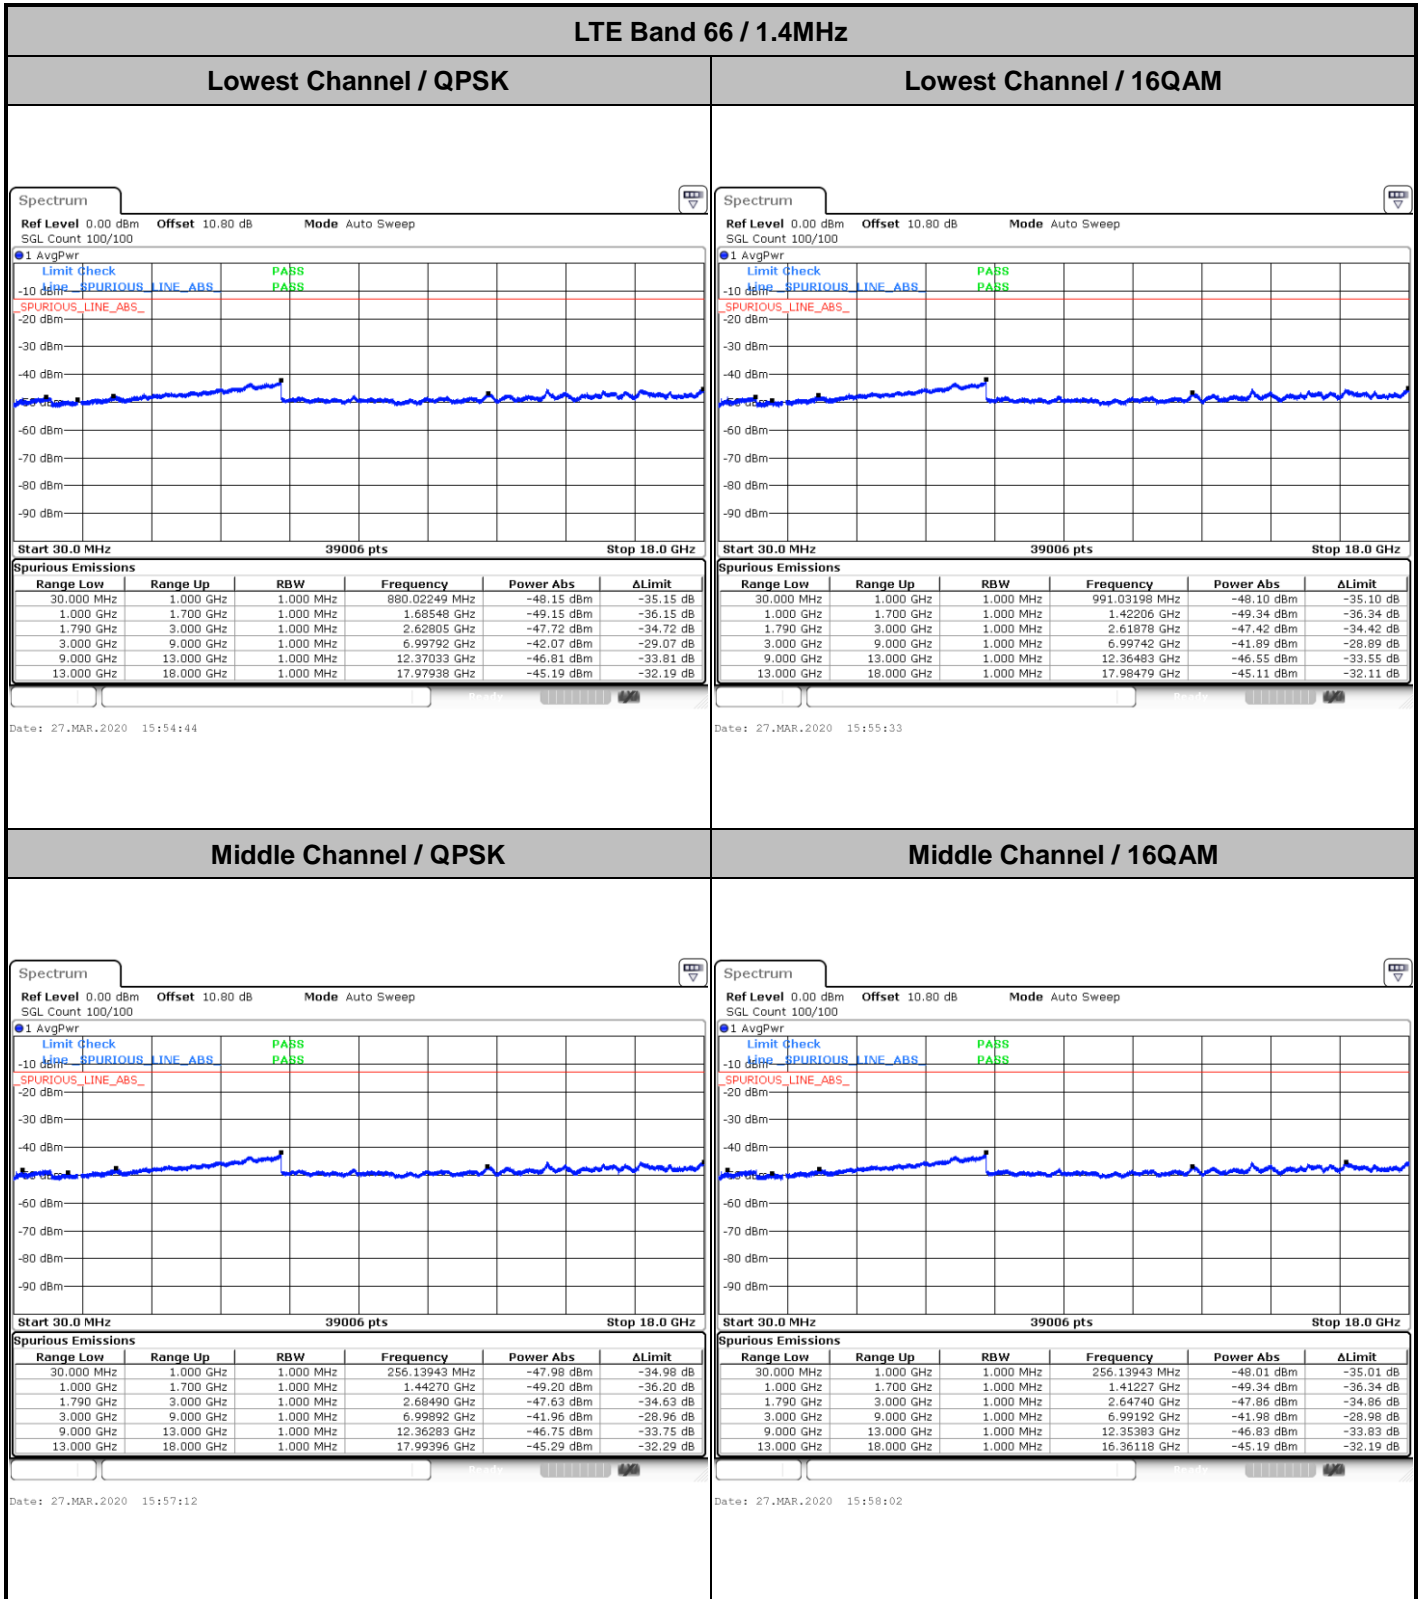 LTE Band 66 / 1.4MHz
Lowest Channel / QPSK
Lowest Channel / 16QAM
Spectrum
Ref Level 0.00 dBm Offset 10.80 dB Mode Auto Sweep
SGL Count 100/100
1 AvgPwr
Limit Check PASS
Line _SPURIOUS_LINE_ABS_ PASS
-10 dBm
_SPURIOUS_LINE_ABS_
-20 dBm
-30 dBm
-40 dBm
-50 dBm
-60 dBm
-70 dBm
-80 dBm
-90 dBm
Start 30.0 MHz 39006 pts Stop 18.0 GHz
Spurious Emissions
Range Low Range Up RBW Frequency Power Abs ΔLimit
30.000 MHz 1.000 GHz 1.000 MHz 880.02249 MHz -48.15 dBm -35.15 dB
1.000 GHz 1.700 GHz 1.000 MHz 1.68548 GHz -49.15 dBm -36.15 dB
1.790 GHz 3.000 GHz 1.000 MHz 2.62805 GHz -47.72 dBm -34.72 dB
3.000 GHz 9.000 GHz 1.000 MHz 6.99792 GHz -42.07 dBm -29.07 dB
9.000 GHz 13.000 GHz 1.000 MHz 12.37033 GHz -46.81 dBm -33.81 dB
13.000 GHz 18.000 GHz 1.000 MHz 17.97938 GHz -45.19 dBm -32.19 dB
Ready
Date: 27.MAR.2020 15:54:44
Spectrum
Ref Level 0.00 dBm Offset 10.80 dB Mode Auto Sweep
SGL Count 100/100
1 AvgPwr
Limit Check PASS
Line _SPURIOUS_LINE_ABS_ PASS
-10 dBm
_SPURIOUS_LINE_ABS_
-20 dBm
-30 dBm
-40 dBm
-50 dBm
-60 dBm
-70 dBm
-80 dBm
-90 dBm
Start 30.0 MHz 39006 pts Stop 18.0 GHz
Spurious Emissions
Range Low Range Up RBW Frequency Power Abs ΔLimit
30.000 MHz 1.000 GHz 1.000 MHz 991.03198 MHz -48.10 dBm -35.10 dB
1.000 GHz 1.700 GHz 1.000 MHz 1.42206 GHz -49.34 dBm -36.34 dB
1.790 GHz 3.000 GHz 1.000 MHz 2.61878 GHz -47.42 dBm -34.42 dB
3.000 GHz 9.000 GHz 1.000 MHz 6.99742 GHz -41.89 dBm -28.89 dB
9.000 GHz 13.000 GHz 1.000 MHz 12.36483 GHz -46.55 dBm -33.55 dB
13.000 GHz 18.000 GHz 1.000 MHz 17.98479 GHz -45.11 dBm -32.11 dB
Ready
Date: 27.MAR.2020 15:55:33
Middle Channel / QPSK
Middle Channel / 16QAM
Spectrum
Ref Level 0.00 dBm Offset 10.80 dB Mode Auto Sweep
SGL Count 100/100
1 AvgPwr
Limit Check PASS
Line _SPURIOUS_LINE_ABS_ PASS
-10 dBm
_SPURIOUS_LINE_ABS_
-20 dBm
-30 dBm
-40 dBm
-50 dBm
-60 dBm
-70 dBm
-80 dBm
-90 dBm
Start 30.0 MHz 39006 pts Stop 18.0 GHz
Spurious Emissions
Range Low Range Up RBW Frequency Power Abs ΔLimit
30.000 MHz 1.000 GHz 1.000 MHz 256.13943 MHz -47.98 dBm -34.98 dB
1.000 GHz 1.700 GHz 1.000 MHz 1.44270 GHz -49.20 dBm -36.20 dB
1.790 GHz 3.000 GHz 1.000 MHz 2.68490 GHz -47.63 dBm -34.63 dB
3.000 GHz 9.000 GHz 1.000 MHz 6.99892 GHz -41.96 dBm -28.96 dB
9.000 GHz 13.000 GHz 1.000 MHz 12.36283 GHz -46.75 dBm -33.75 dB
13.000 GHz 18.000 GHz 1.000 MHz 17.99396 GHz -45.29 dBm -32.29 dB
Ready
Date: 27.MAR.2020 15:57:12
Spectrum
Ref Level 0.00 dBm Offset 10.80 dB Mode Auto Sweep
SGL Count 100/100
1 AvgPwr
Limit Check PASS
Line _SPURIOUS_LINE_ABS_ PASS
-10 dBm
_SPURIOUS_LINE_ABS_
-20 dBm
-30 dBm
-40 dBm
-50 dBm
-60 dBm
-70 dBm
-80 dBm
-90 dBm
Start 30.0 MHz 39006 pts Stop 18.0 GHz
Spurious Emissions
Range Low Range Up RBW Frequency Power Abs ΔLimit
30.000 MHz 1.000 GHz 1.000 MHz 256.13943 MHz -48.01 dBm -35.01 dB
1.000 GHz 1.700 GHz 1.000 MHz 1.41227 GHz -49.34 dBm -36.34 dB
1.790 GHz 3.000 GHz 1.000 MHz 2.64740 GHz -47.86 dBm -34.86 dB
3.000 GHz 9.000 GHz 1.000 MHz 6.99192 GHz -41.98 dBm -28.98 dB
9.000 GHz 13.000 GHz 1.000 MHz 12.35383 GHz -46.83 dBm -33.83 dB
13.000 GHz 18.000 GHz 1.000 MHz 16.36118 GHz -45.19 dBm -32.19 dB
Ready
Date: 27.MAR.2020 15:58:02